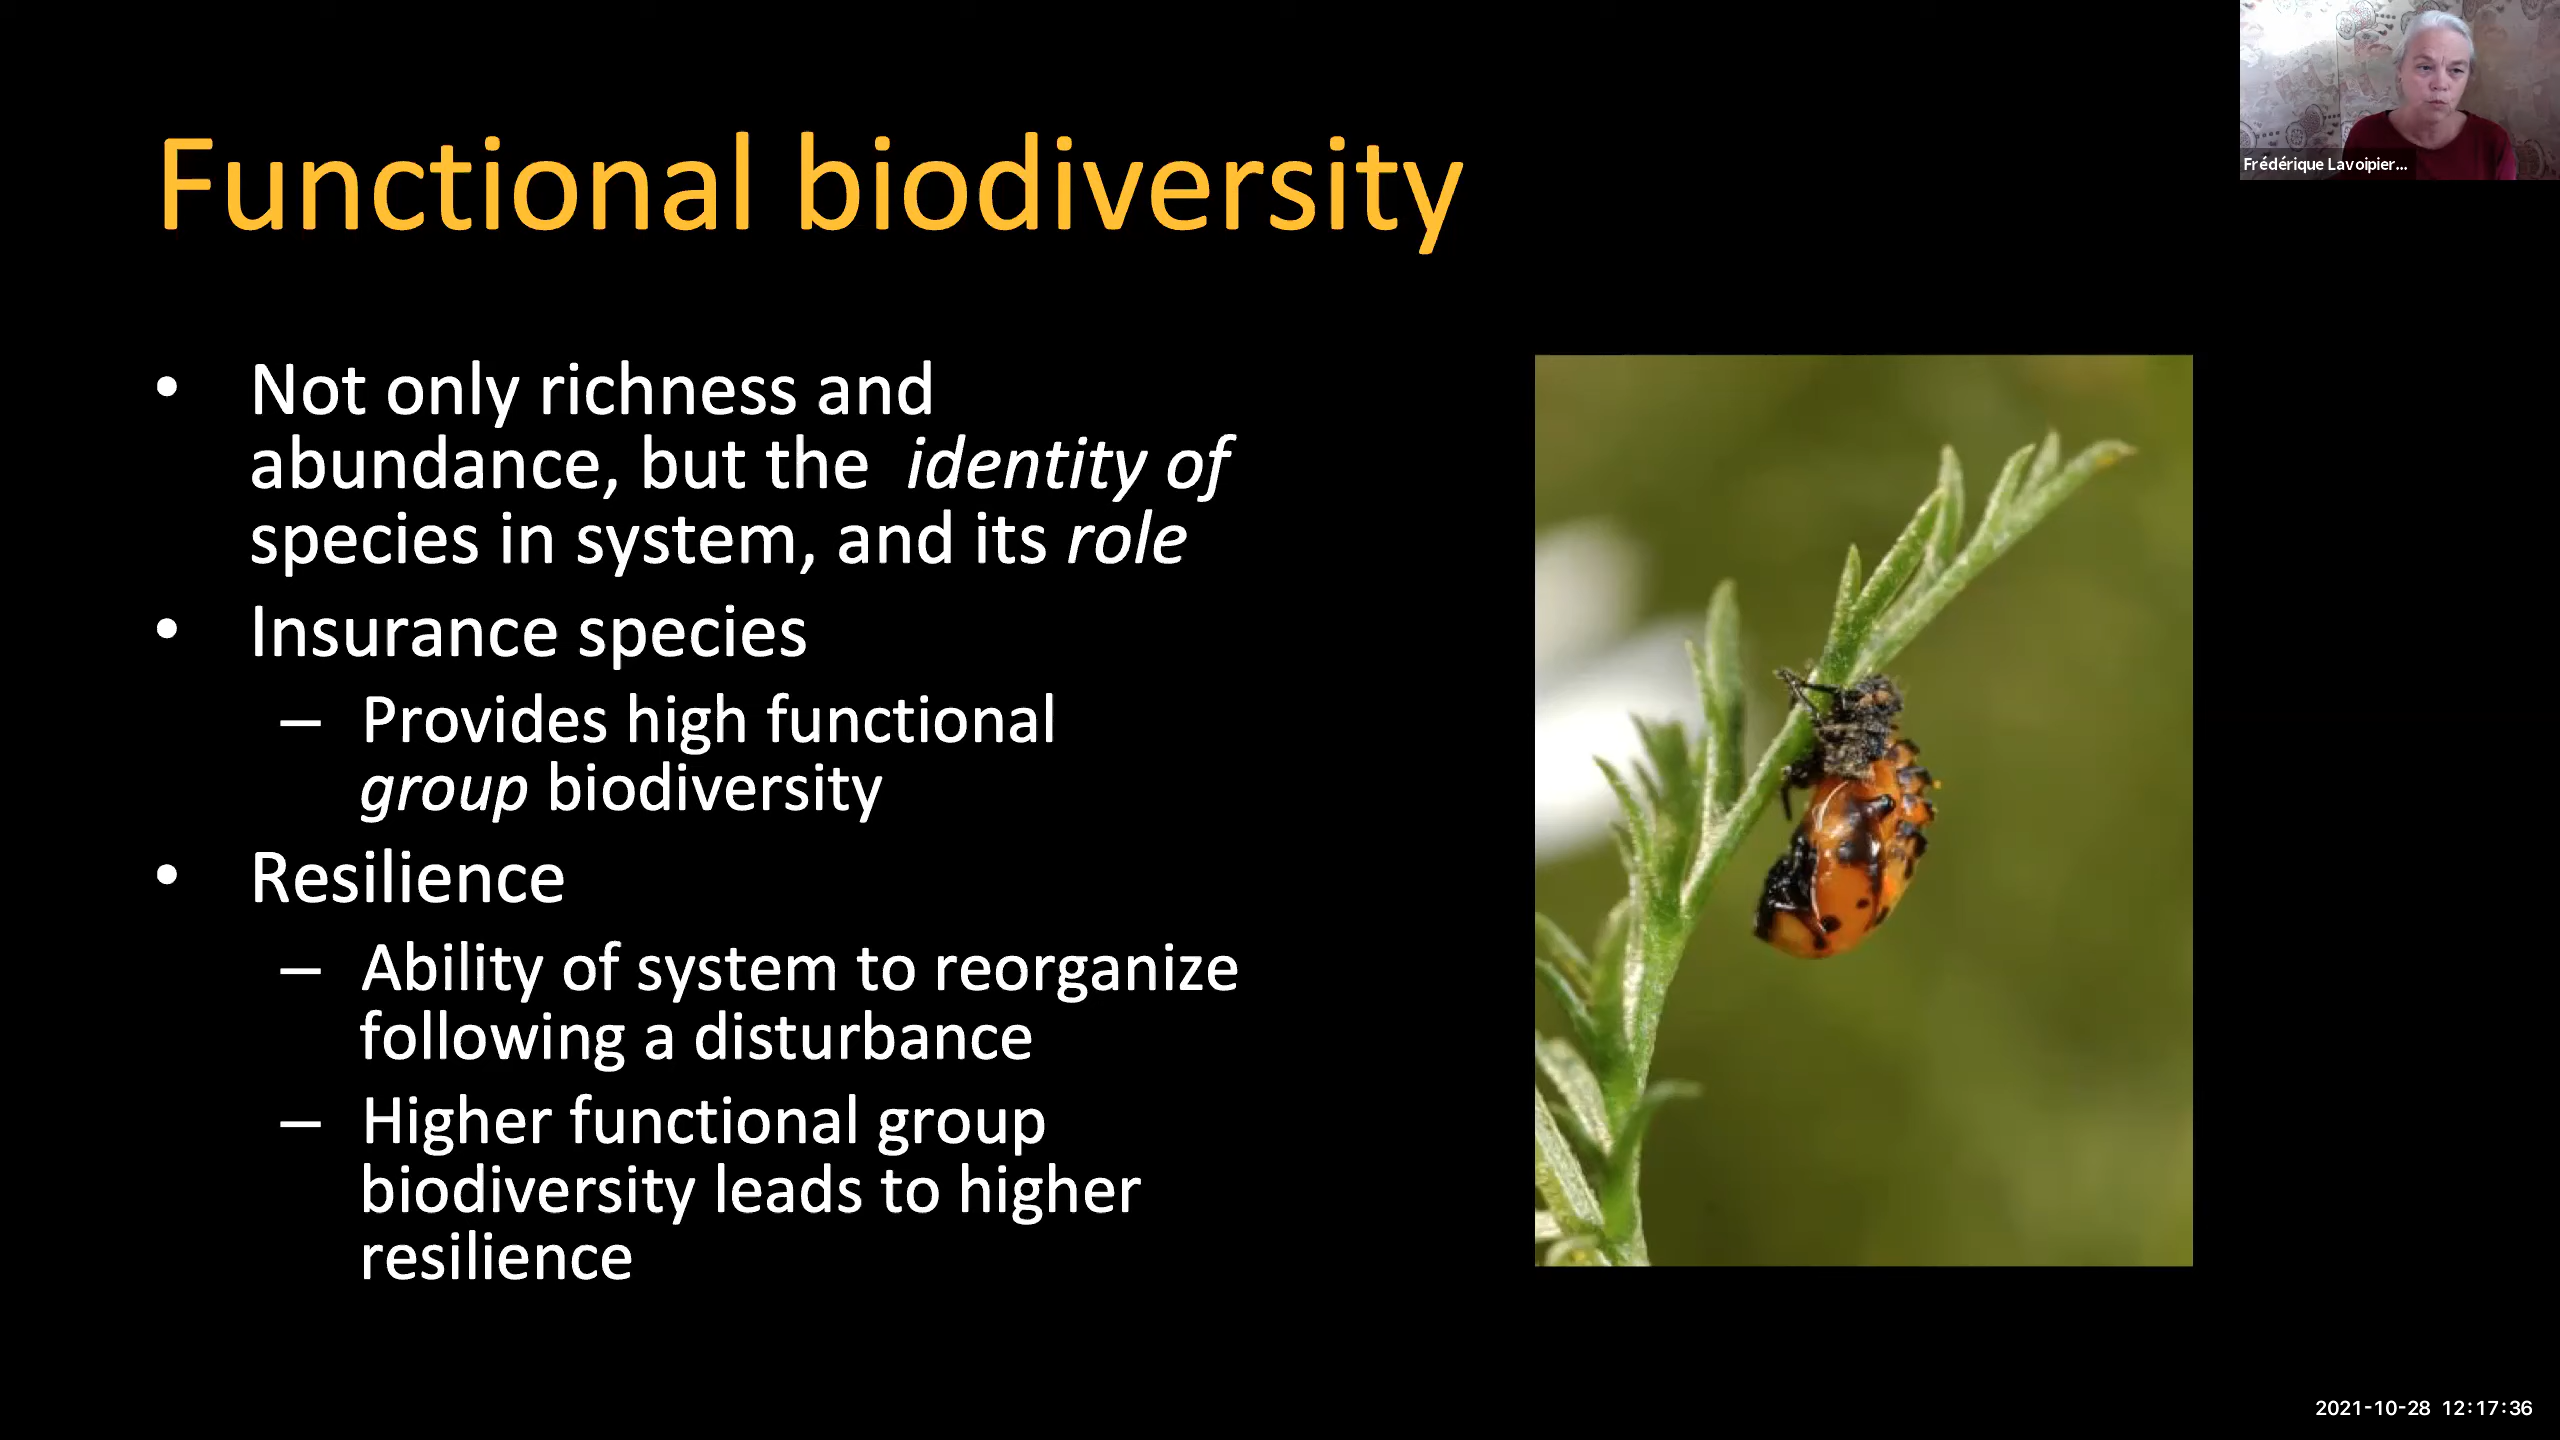 Functional biodiversity
Frédérique Lavoipier...
• Not only richness and
abundance, but the identity of
species in system, and its role
• Insurance species
– Provides high functional
group biodiversity
• Resilience
– Ability of system to reorganize
following a disturbance
– Higher functional group
biodiversity leads to higher
resilience
2021-10-28 12:17:36